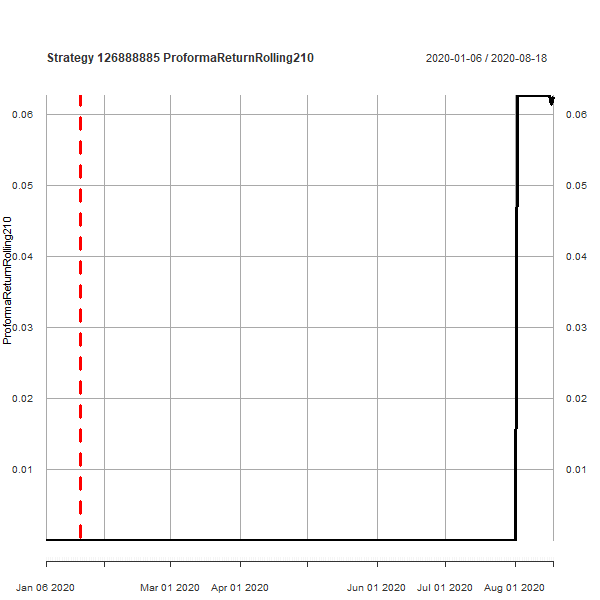 Strategy 126888885 ProformaReturnRolling210
2020-01-06 / 2020-08-18
ProformaReturnRolling210
0.06 0.06
0.05 0.05
0.04 0.04
0.03 0.03
0.02 0.02
0.01 0.01
Jan 06 2020 Mar 01 2020 Apr 01 2020 Jun 01 2020 Jul 01 2020 Aug 01 2020